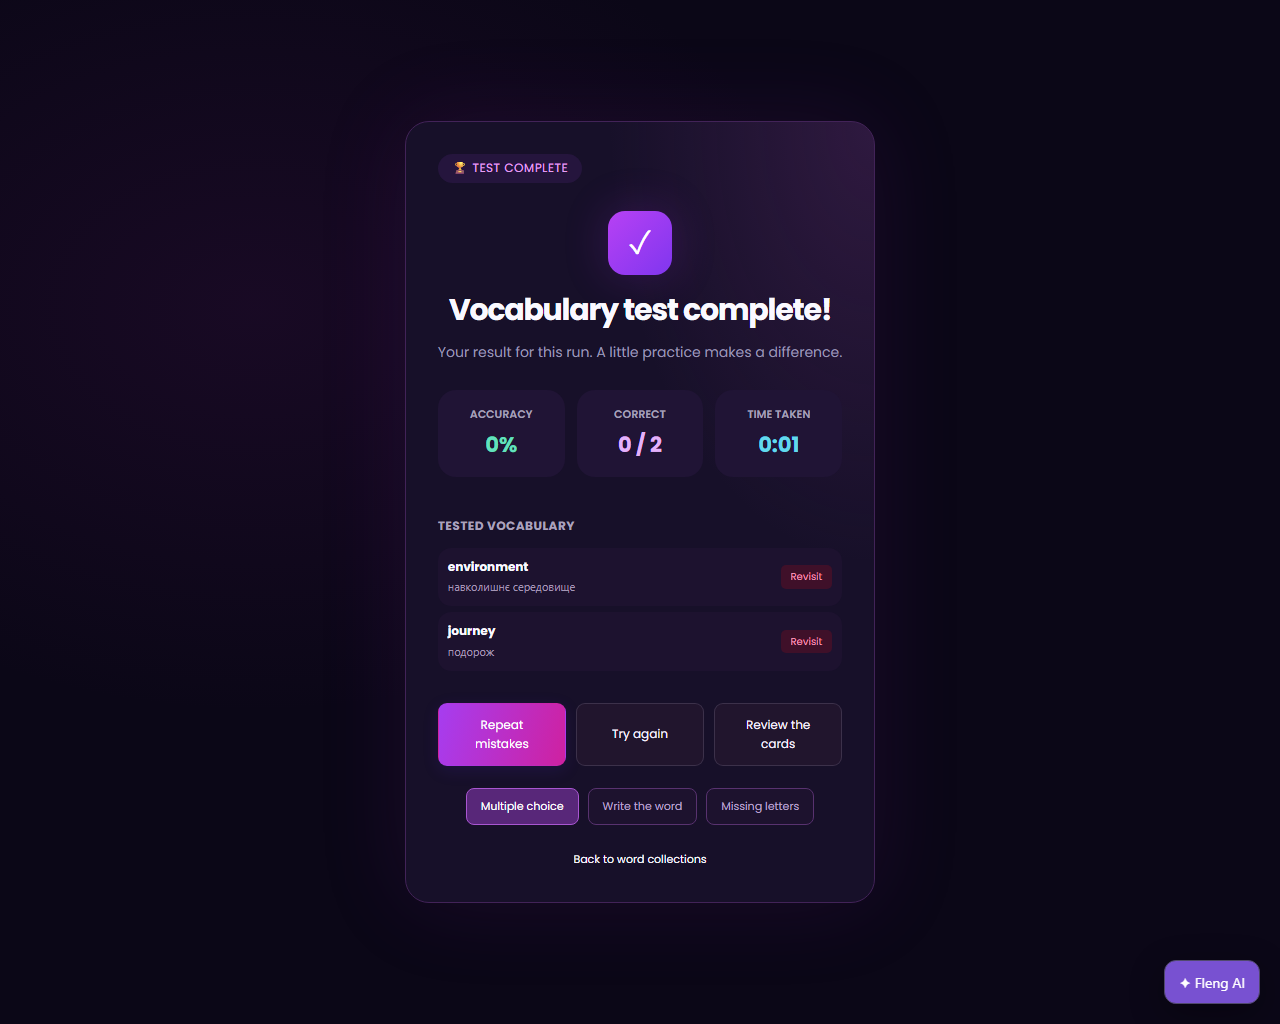 🏆 TEST COMPLETE
✓
Vocabulary test complete!
Your result for this run. A little practice makes a difference.
ACCURACY
0%
CORRECT
0 / 2
TIME TAKEN
0:01
TESTED VOCABULARY
environment
навколишнє середовище
Revisit
journey
подорож
Revisit
Repeat
mistakes
Try again
Review the
cards
Multiple choice
Write the word
Missing letters
Back to word collections
✦ Fleng AI